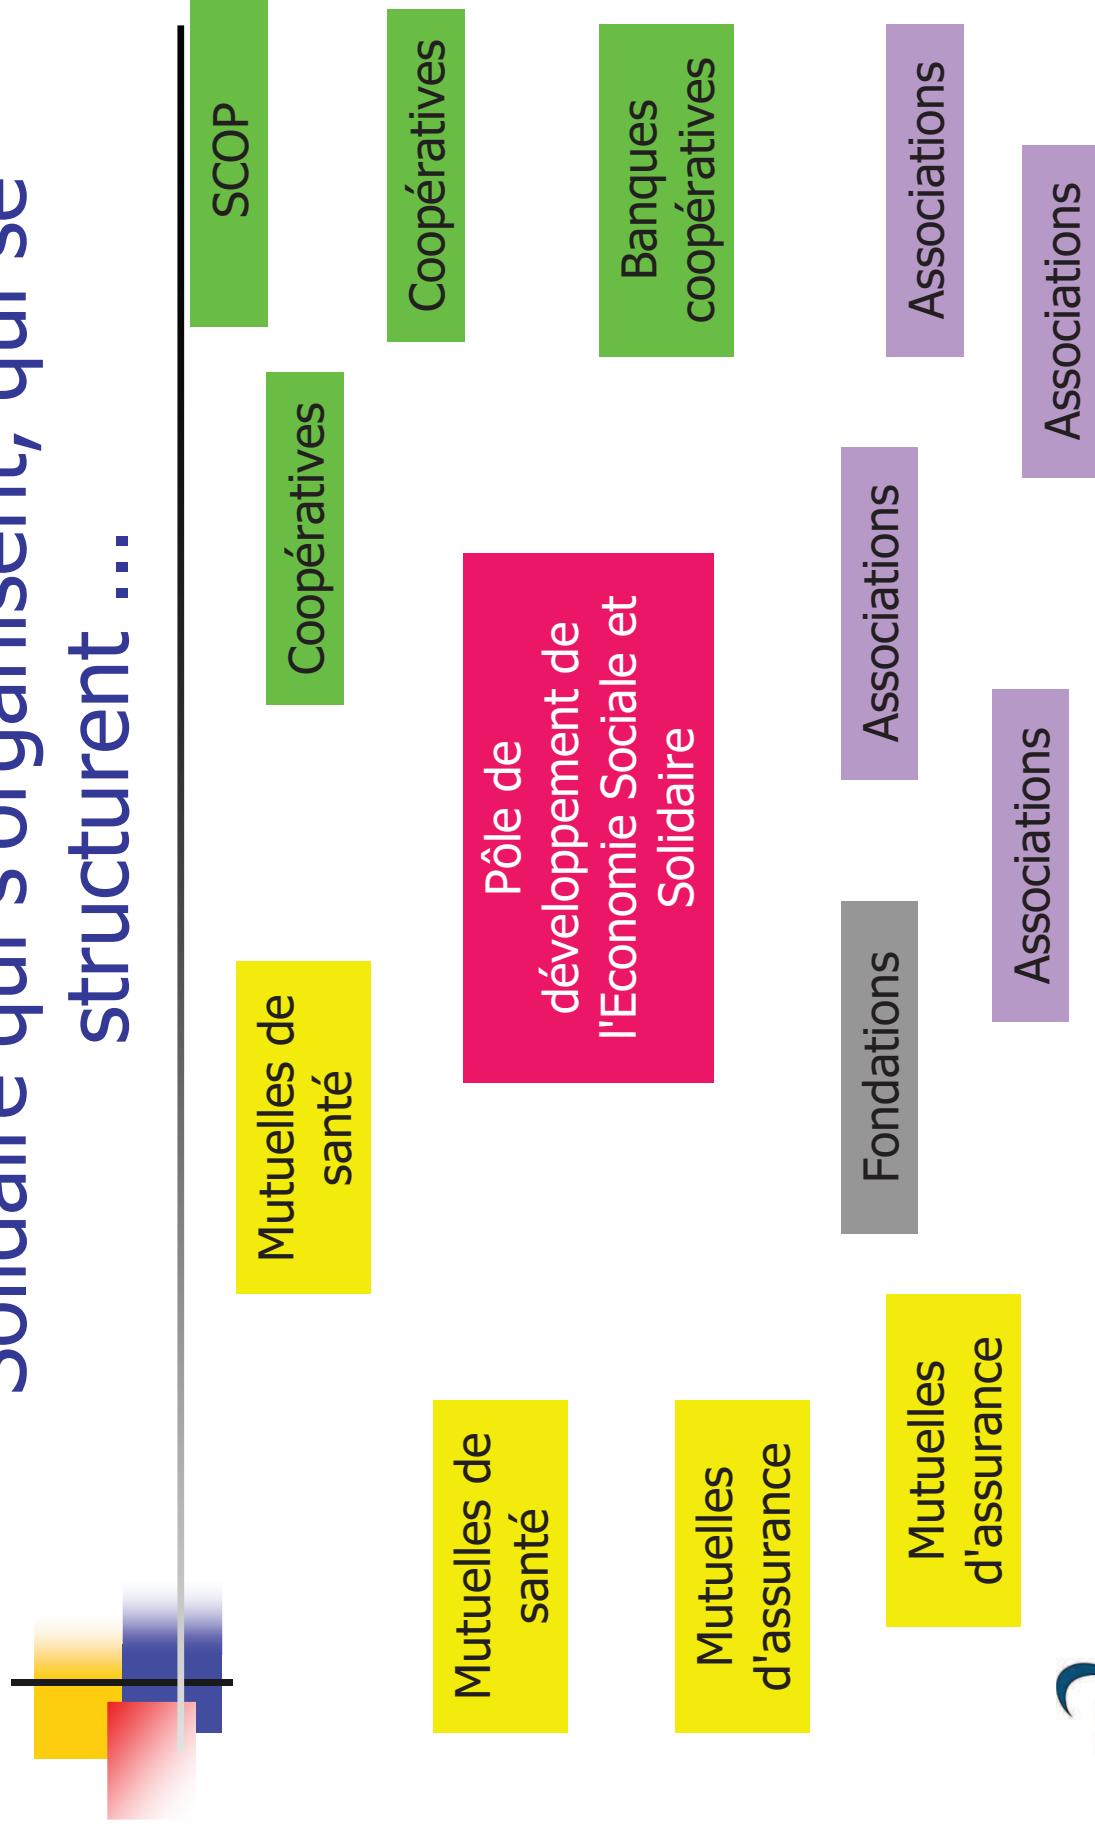 Solidaire qui s'organisent, qui se
structurent ...
SCOP
Mutuelles de
santé
Coopératives
Coopératives
Mutuelles de
santé
Pôle de
développement de
l'Economie Sociale et
Solidaire
Banques
coopératives
Mutuelles
d'assurance
Fondations
Associations
Mutuelles
d'assurance
Associations
Associations
Associations